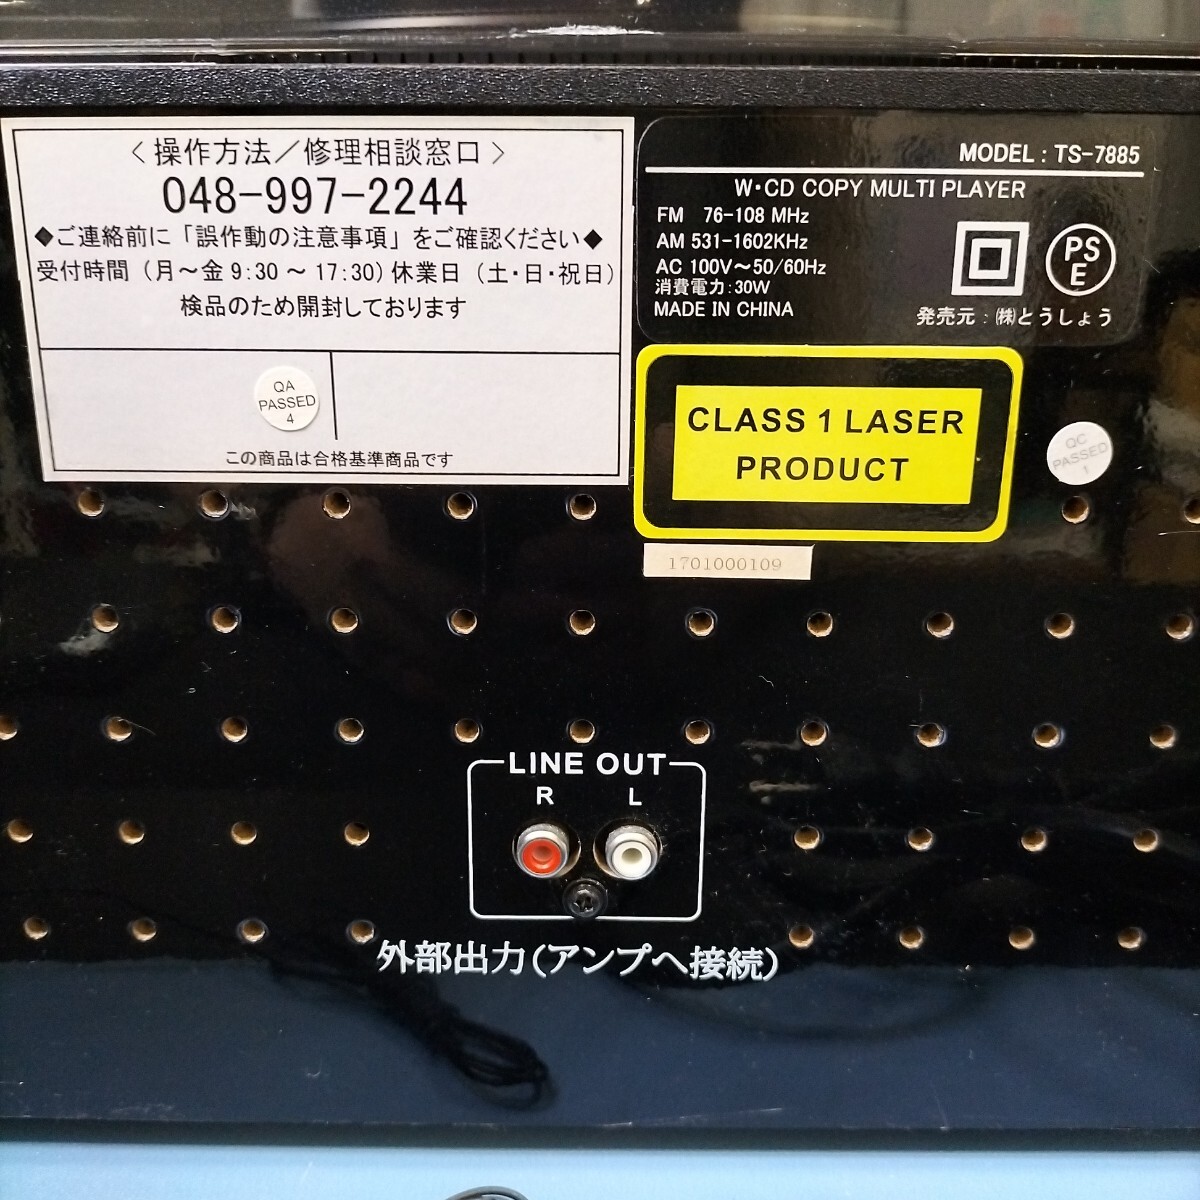 〈 操作方法／修理相談窓口 〉
048-997-2244
◆ご連絡前に「誤作動の注意事項」をご確認ください◆
受付時間（月～金 9:30 ～ 17:30）休業日（土・日・祝日）
検品のため開封しております
QA
PASSED
4
この商品は合格基準商品です
MODEL : TS-7885
W・CD COPY MULTI PLAYER
FM 76-108 MHz
AM 531-1602KHz
AC 100V～50/60Hz
消費電力:30W
MADE IN CHINA
PS
E
発売元 : ㈱とうしょう
CLASS 1 LASER
PRODUCT
QC
PASSED
1
1701000109
LINE OUT
R L
外部出力(アンプへ接続)